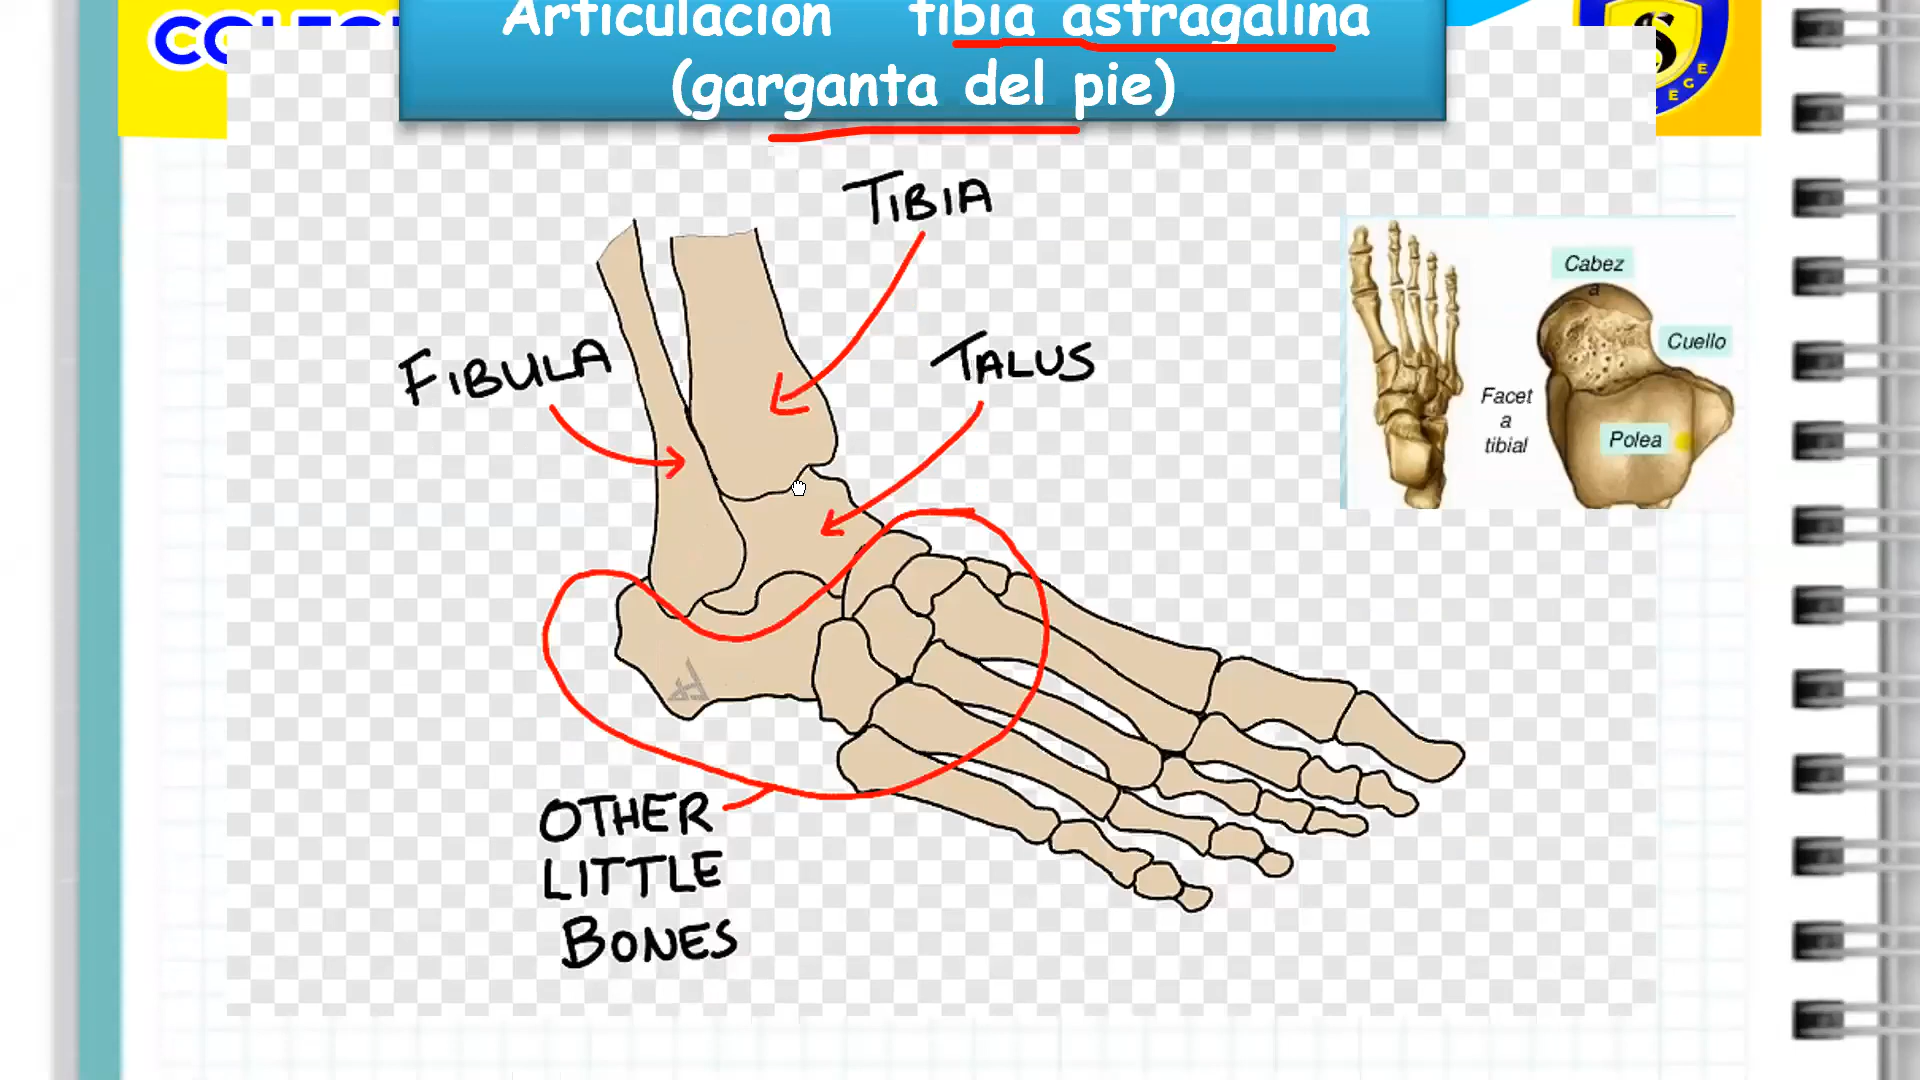 Articulación tibia astragalina
(garganta del pie)
TIBIA
FIBULA
TALUS
OTHER
LITTLE
BONES
Cabez
a
Cuello
Facet
a
tibial
Polea